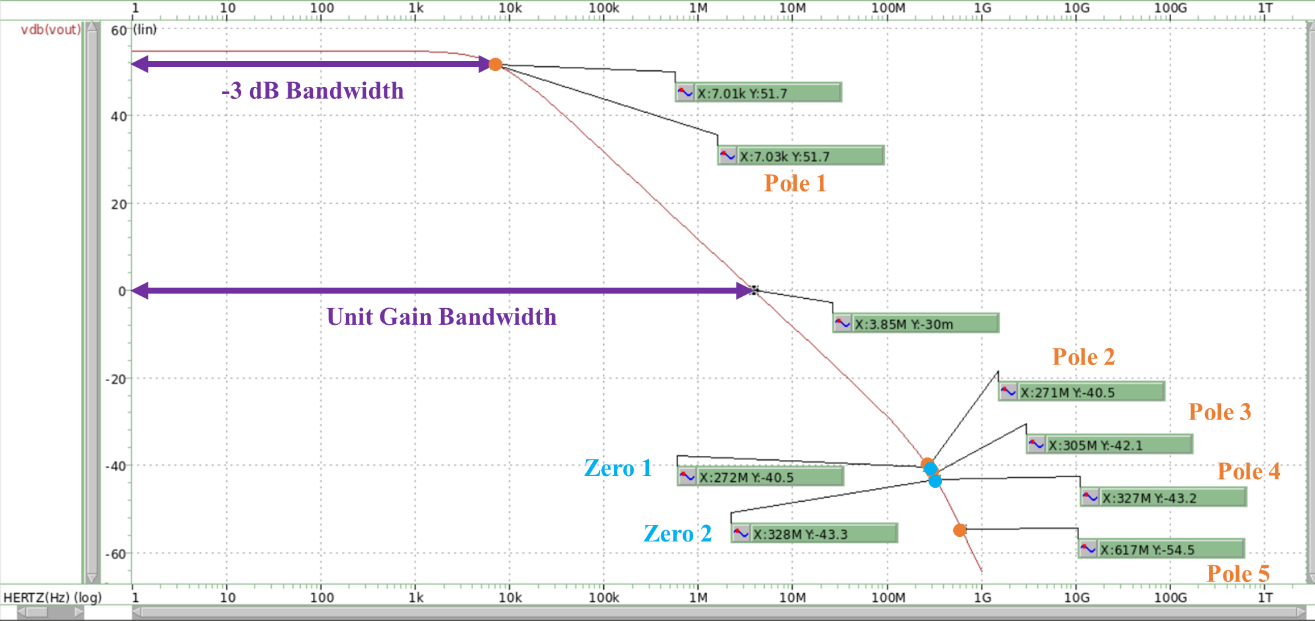 1 10 100 1k 10k 100k 1M 10M 100M 1G 10G 100G 1T
vdb(vout) 60 (lin)
-3 dB Bandwidth
X:7.01k Y:51.7
40
X:7.03k Y:51.7
Pole 1
20
0
Unit Gain Bandwidth
X:3.85M Y:-30m
Pole 2
-20
X:271M Y:-40.5
Pole 3
X:305M Y:-42.1
-40
Zero 1
X:272M Y:-40.5
Pole 4
X:327M Y:-43.2
Zero 2
X:328M Y:-43.3
-60
X:617M Y:-54.5
Pole 5
HERTZ(Hz) (log) 1 10 100 1k 10k 100k 1M 10M 100M 1G 10G 100G 1T